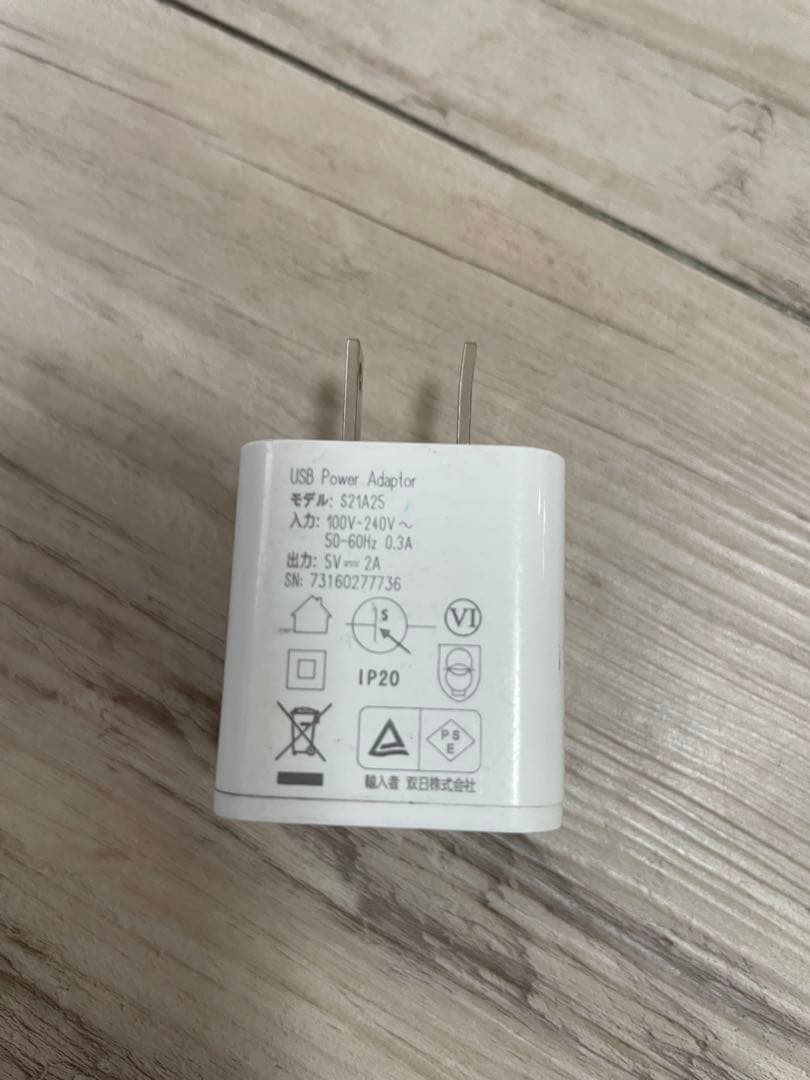 USB Power Adaptor
モデル: S21A25
入力: 100V-240V～
50-60Hz 0.3A
出力: 5V⎓2A
SN: 73160277736
S
VI
IP20
PSE
輸入者 双日株式会社